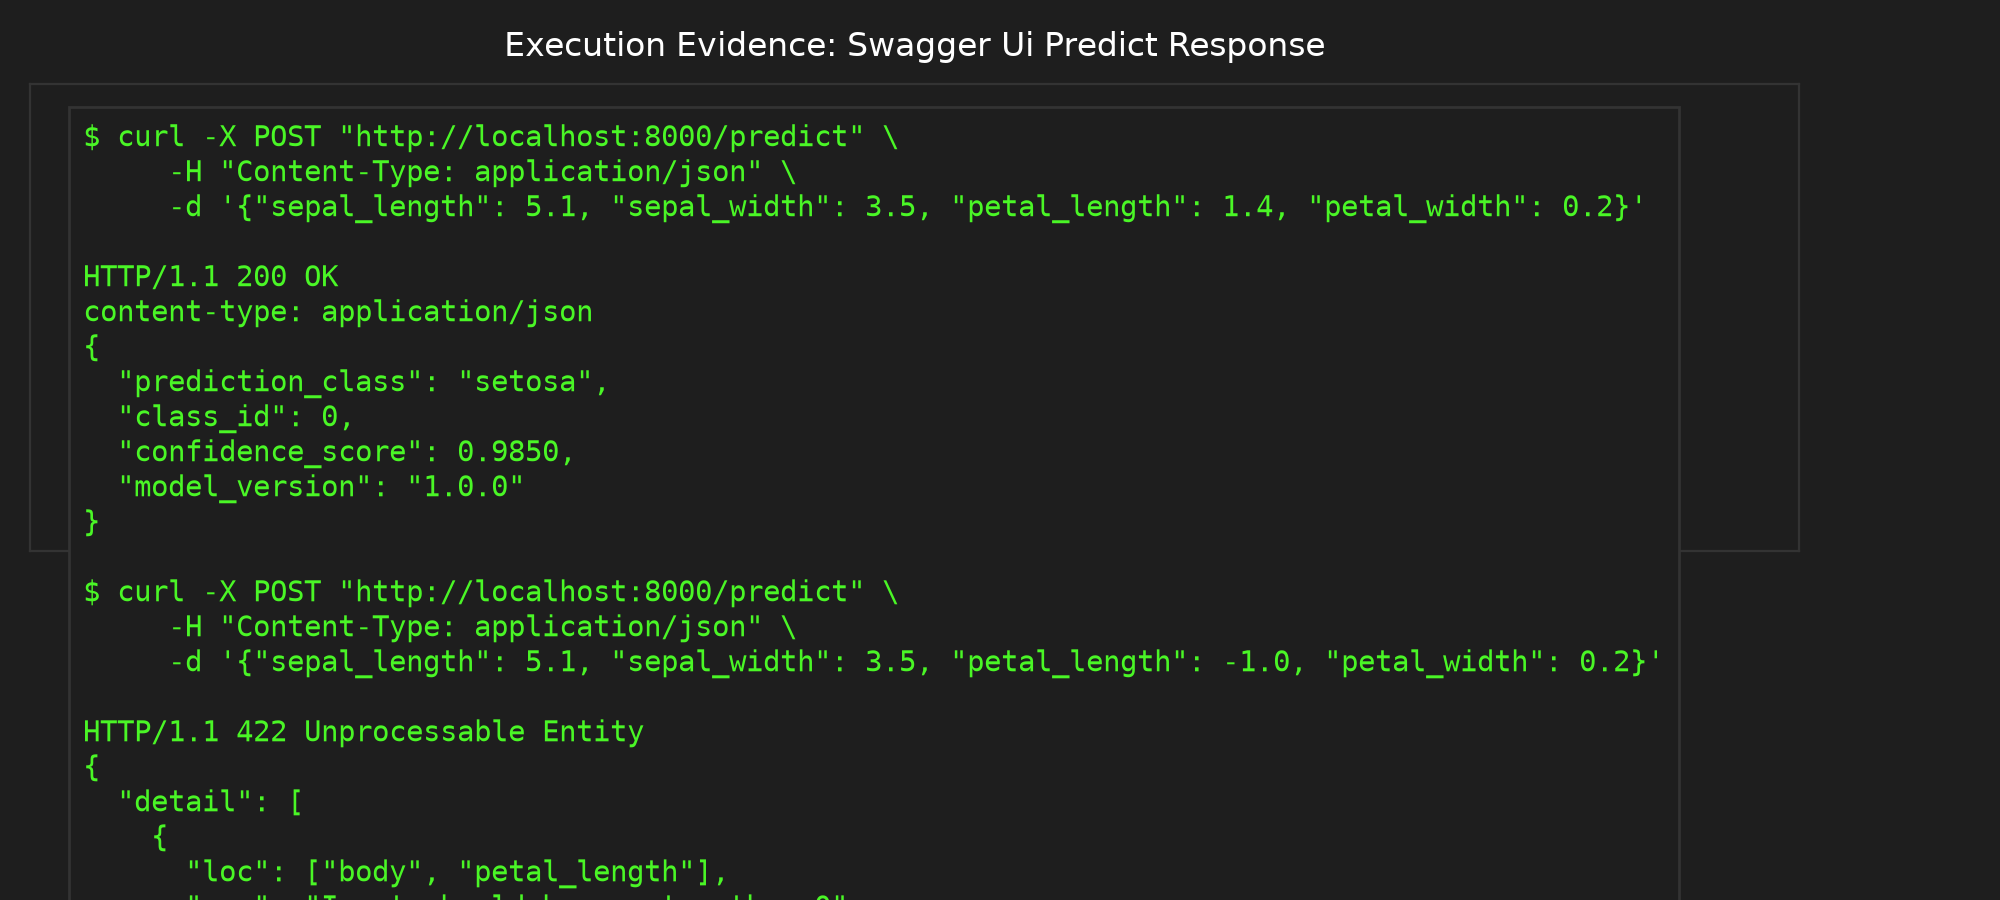 Execution Evidence: Swagger Ui Predict Response
$ curl -X POST "http://localhost:8000/predict" \
     -H "Content-Type: application/json" \
     -d '{"sepal_length": 5.1, "sepal_width": 3.5, "petal_length": 1.4, "petal_width": 0.2}'
HTTP/1.1 200 OK
content-type: application/json
{
  "prediction_class": "setosa",
  "class_id": 0,
  "confidence_score": 0.9850,
  "model_version": "1.0.0"
}
$ curl -X POST "http://localhost:8000/predict" \
     -H "Content-Type: application/json" \
     -d '{"sepal_length": 5.1, "sepal_width": 3.5, "petal_length": -1.0, "petal_width": 0.2}'
HTTP/1.1 422 Unprocessable Entity
{
  "detail": [
    {
      "loc": ["body", "petal_length"],